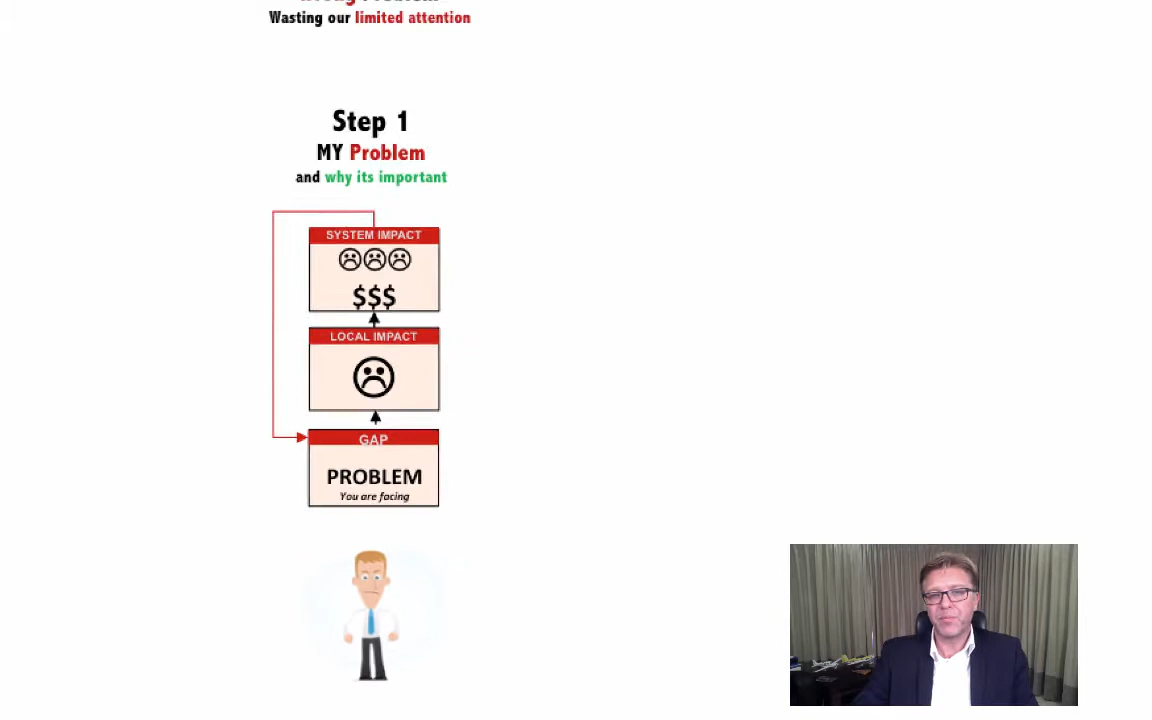 Wasting our limited attention
Step 1
MY Problem
and why its important
SYSTEM IMPACT
$$$
LOCAL IMPACT
GAP
PROBLEM
You are facing